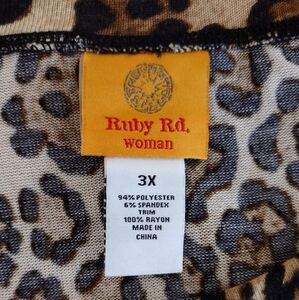 Ruby Rd.
woman
3X
94% POLYESTER
6% SPANDEX
TRIM
100% RAYON
MADE IN
CHINA